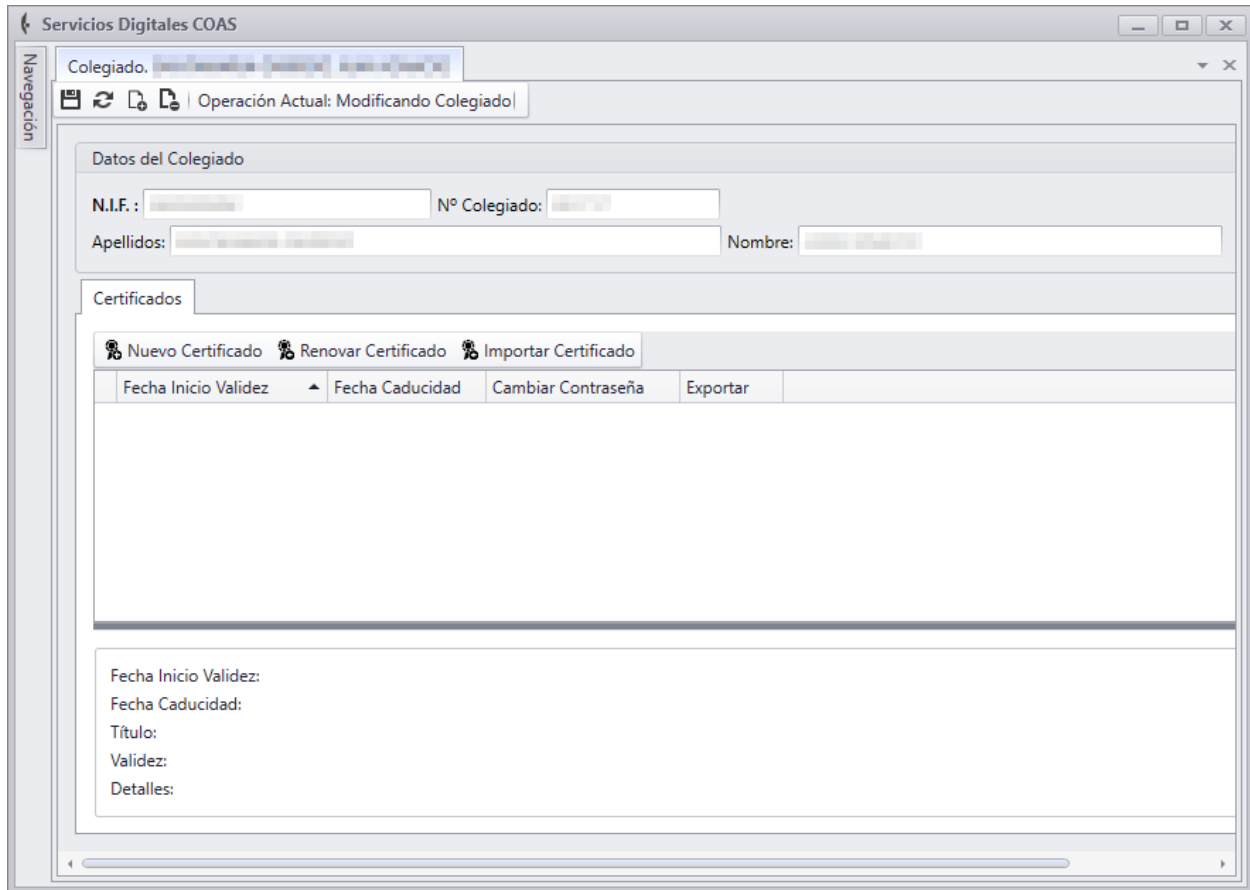 Servicios Digitales COAS
Navegación
Colegiado.
Operación Actual: Modificando Colegiado
Datos del Colegiado
N.I.F. : Nº Colegiado:
Apellidos: Nombre:
Certificados
Nuevo Certificado Renovar Certificado Importar Certificado
Fecha Inicio Validez Fecha Caducidad Cambiar Contraseña Exportar
Fecha Inicio Validez:
Fecha Caducidad:
Título:
Validez:
Detalles: